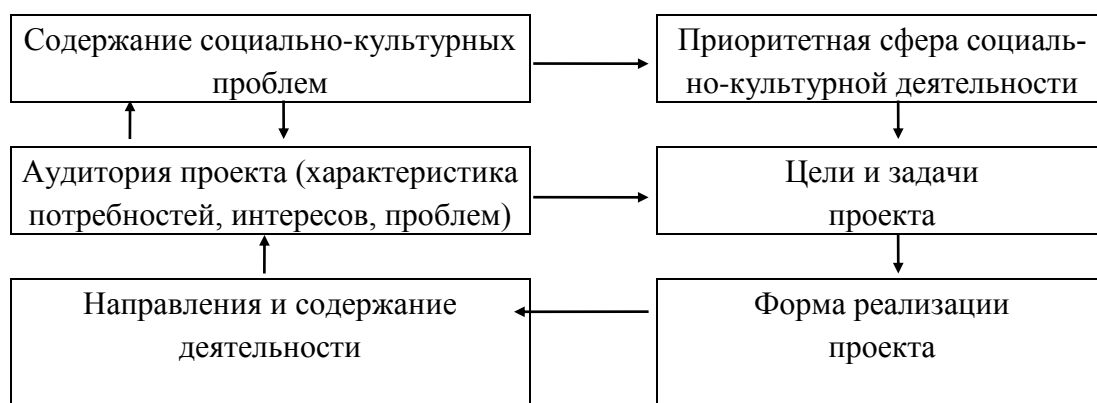 Содержание социально-культурных
проблем
Приоритетная сфера социаль-
но-культурной деятельности
Аудитория проекта (характеристика
потребностей, интересов, проблем)
Цели и задачи
проекта
Направления и содержание
деятельности
Форма реализации
проекта